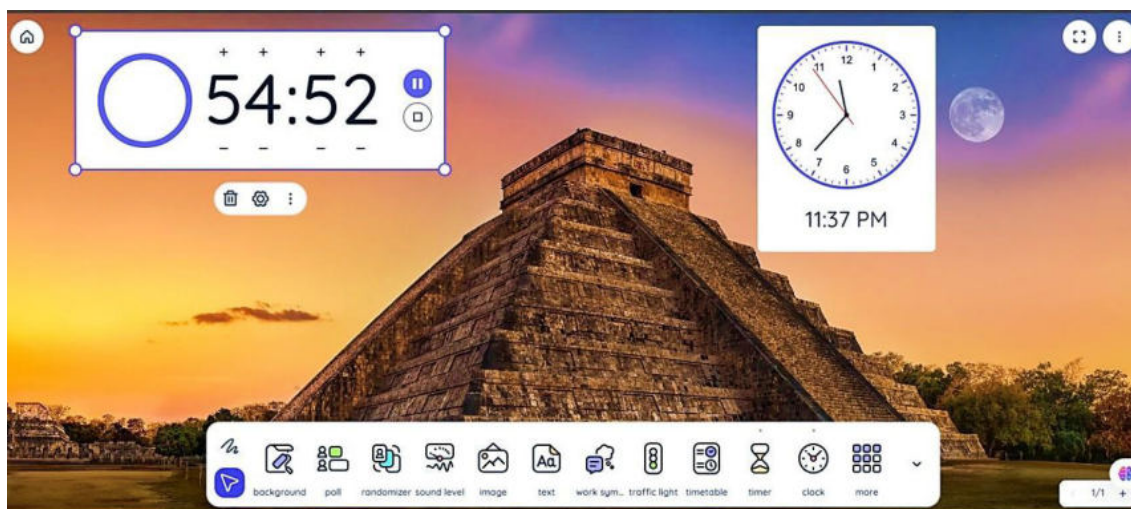 + + + +
54:52
− − − −
12
11 1
10 2
9 3
8 4
7 5
6
11:37 PM
Aa
background poll randomizer sound level image text work sym... traffic light timetable timer clock more
1/1 +